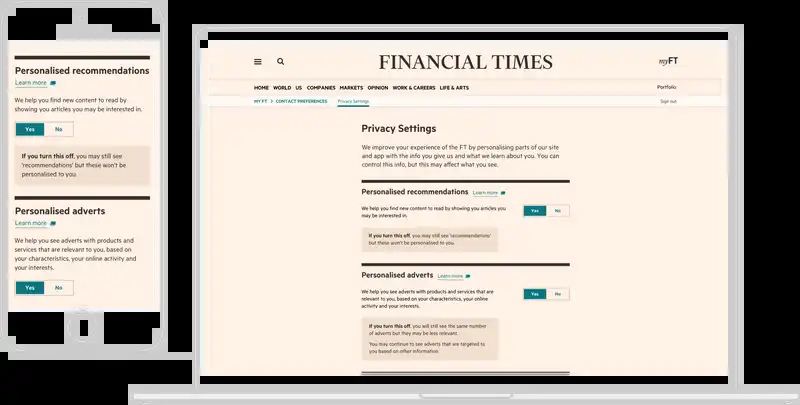 Personalised recommendations
Learn more
We help you find new content to read by
showing you articles you may be interested in.
Yes No
If you turn this off, you may still see
'recommendations' but these won't be
personalised to you.
Personalised adverts
Learn more
We help you see adverts with products and
services that are relevant to you, based on
your characteristics, your online activity and
your interests.
Yes No
FINANCIAL TIMES
myFT
HOME WORLD US COMPANIES MARKETS OPINION WORK & CAREERS LIFE & ARTS
Portfolio
MY FT > CONTACT PREFERENCES Privacy Settings
Sign out
Privacy Settings
We improve your experience of the FT by personalising parts of our site
and app with the info you give us and what we learn about you. You can
control this info, but this may affect what you see.
Personalised recommendations Learn more
We help you find new content to read by showing you articles you
may be interested in.
Yes No
If you turn this off, you may still see 'recommendations'
but these won't be personalised to you.
Personalised adverts Learn more
We help you see adverts with products and services that are
relevant to you, based on your characteristics, your online
activity and your interests.
Yes No
If you turn this off, you will still see the same number
of adverts but they may be less relevant.
You may continue to see adverts that are targeted to
you based on other information.